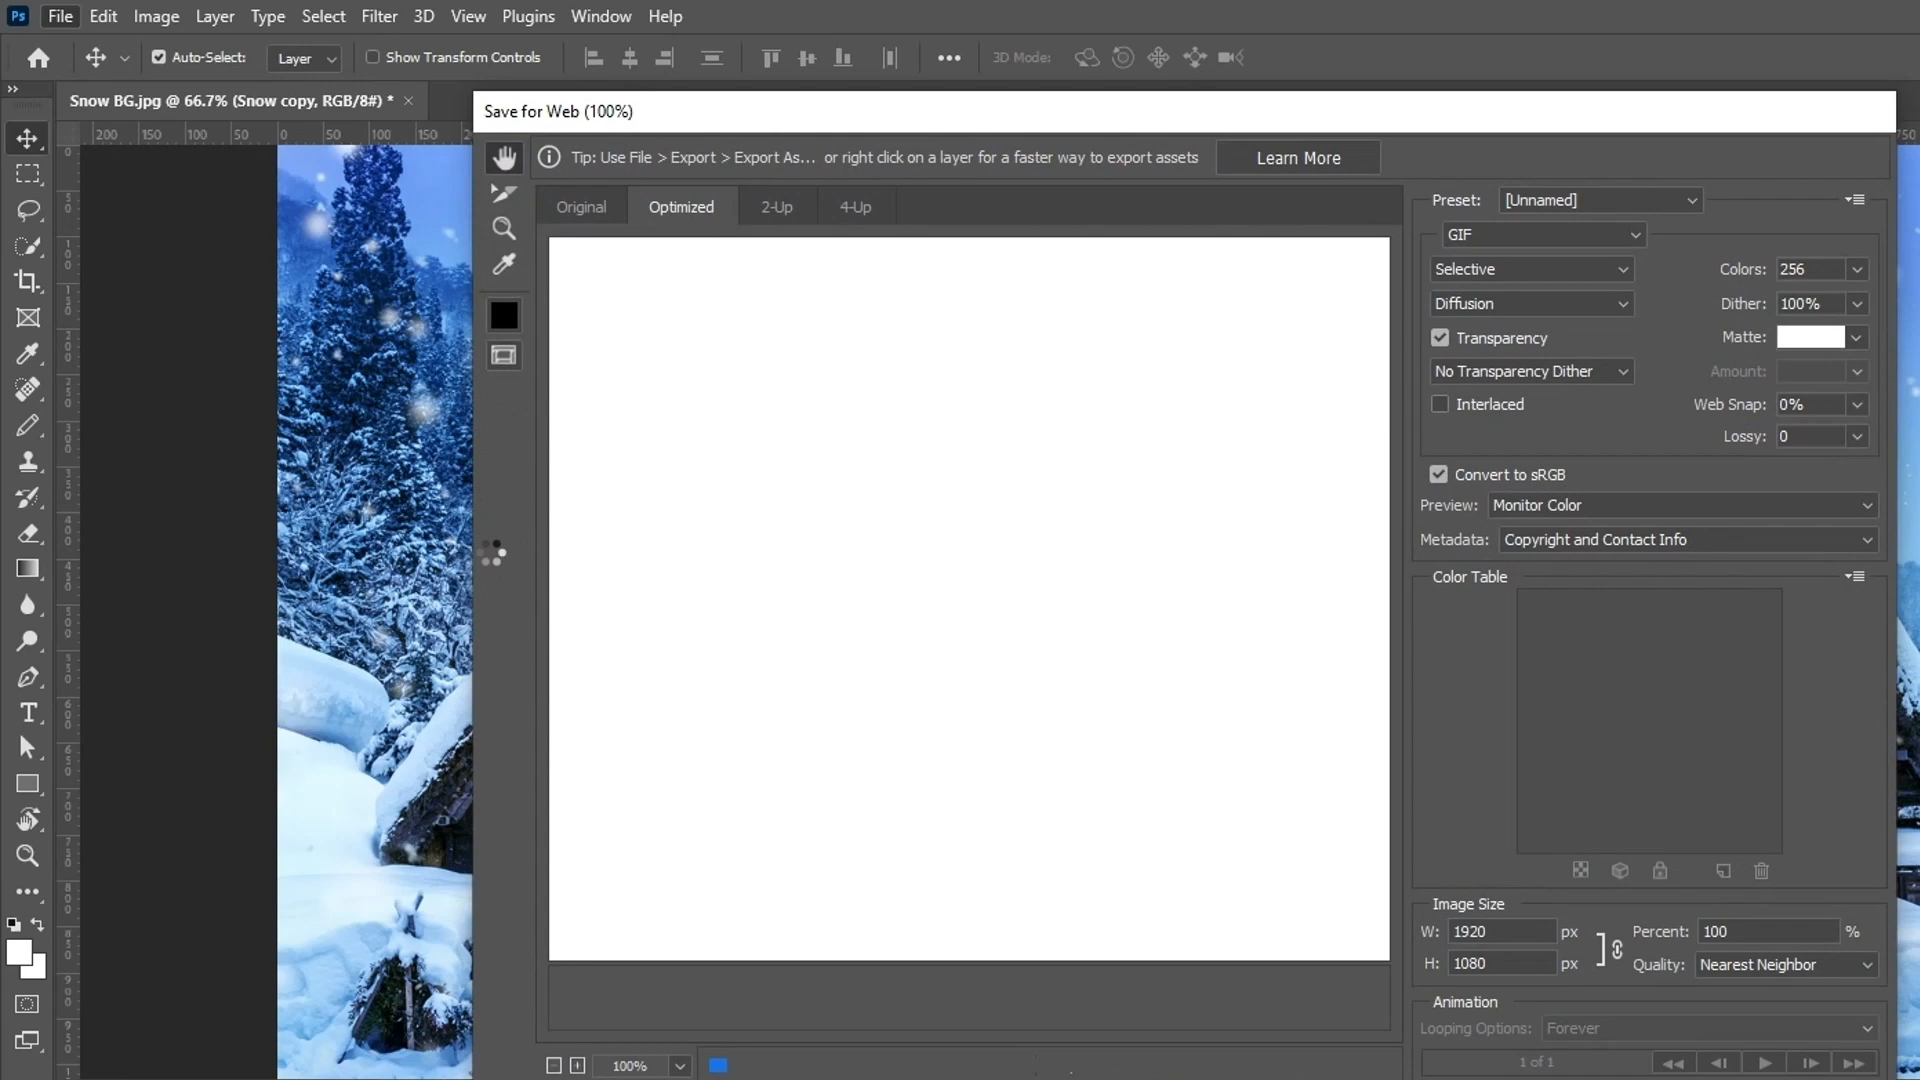 Ps File Edit Image Layer Type Select Filter 3D View Plugins Window Help
Auto-Select: Layer Show Transform Controls 3D Mode:
Snow BG.jpg @ 66.7% (Snow copy, RGB/8#) *
200 150 100 50 0 50 100 150
Save for Web (100%)
Tip: Use File > Export > Export As... or right click on a layer for a faster way to export assets Learn More
Original Optimized 2-Up 4-Up
Preset: [Unnamed]
GIF
Selective Colors: 256
Diffusion Dither: 100%
Transparency Matte:
No Transparency Dither Amount:
Interlaced Web Snap: 0%
Lossy: 0
Convert to sRGB
Preview: Monitor Color
Metadata: Copyright and Contact Info
Color Table
Image Size
W: 1920 px Percent: 100 %
H: 1080 px Quality: Nearest Neighbor
Animation
Looping Options: Forever
100% 1 of 1